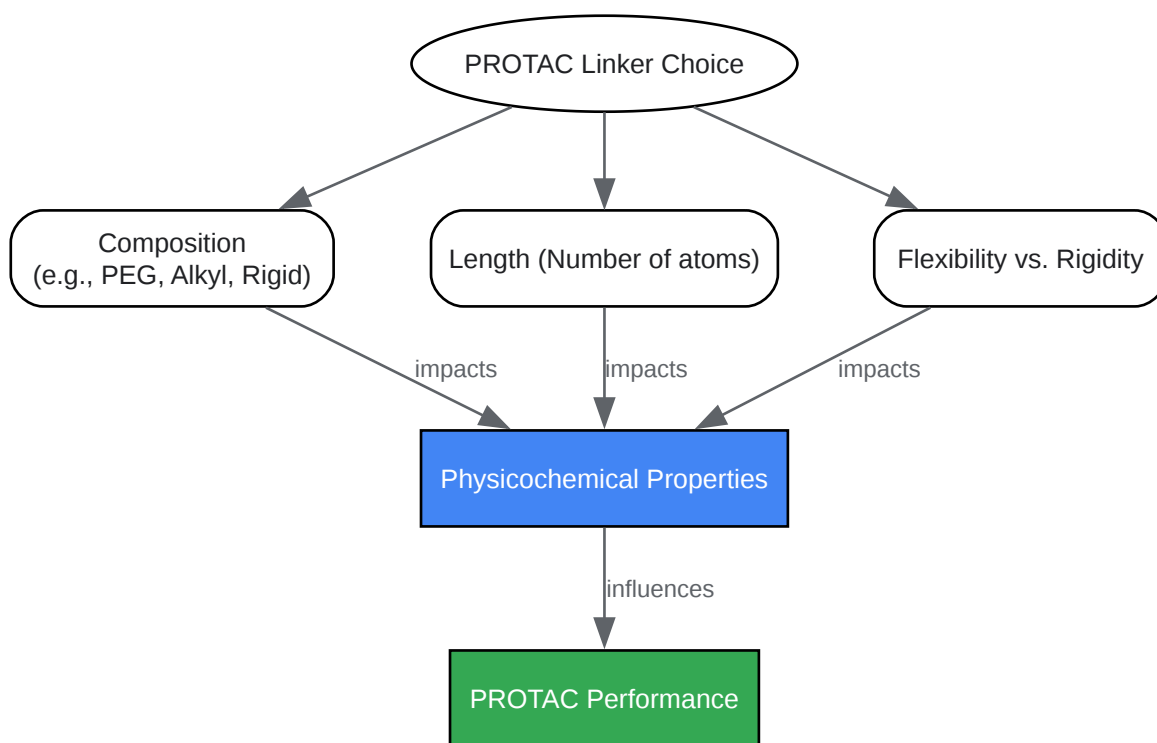 PROTAC Linker Choice
Composition
(e.g., PEG, Alkyl, Rigid)
Length (Number of atoms)
Flexibility vs. Rigidity
impacts
impacts
impacts
Physicochemical Properties
influences
PROTAC Performance